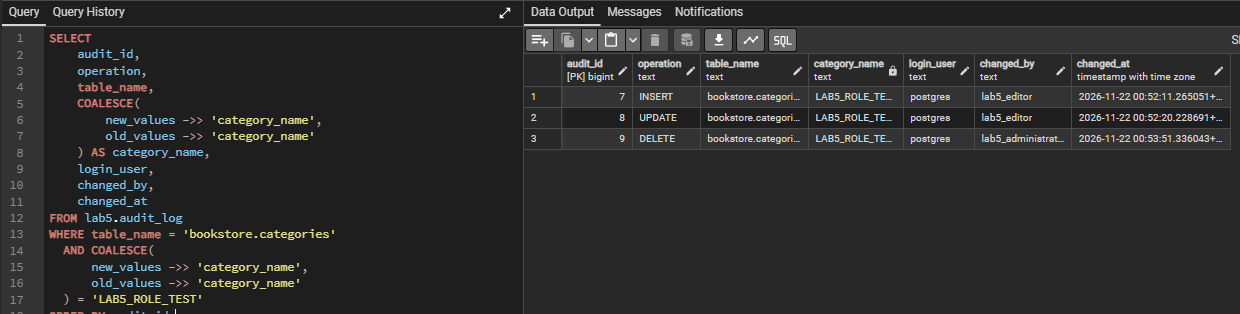 Query Query History
1 SELECT
2 audit_id,
3 operation,
4 table_name,
5 COALESCE(
6 new_values ->> 'category_name',
7 old_values ->> 'category_name'
8 ) AS category_name,
9 login_user,
10 changed_by,
11 changed_at
12 FROM lab5.audit_log
13 WHERE table_name = 'bookstore.categories'
14 AND COALESCE(
15 new_values ->> 'category_name',
16 old_values ->> 'category_name'
17 ) = 'LAB5_ROLE_TEST'
Data Output Messages Notifications
SQL
audit_id operation table_name category_name login_user changed_by changed_at
[PK] bigint text text text text text timestamp with time zone
1 7 INSERT bookstore.categori... LAB5_ROLE_TE... postgres lab5_editor 2026-11-22 00:52:11.265051+...
2 8 UPDATE bookstore.categori... LAB5_ROLE_TE... postgres lab5_editor 2026-11-22 00:52:20.228691+...
3 9 DELETE bookstore.categori... LAB5_ROLE_TE... postgres lab5_administrat... 2026-11-22 00:53:51.336043+...